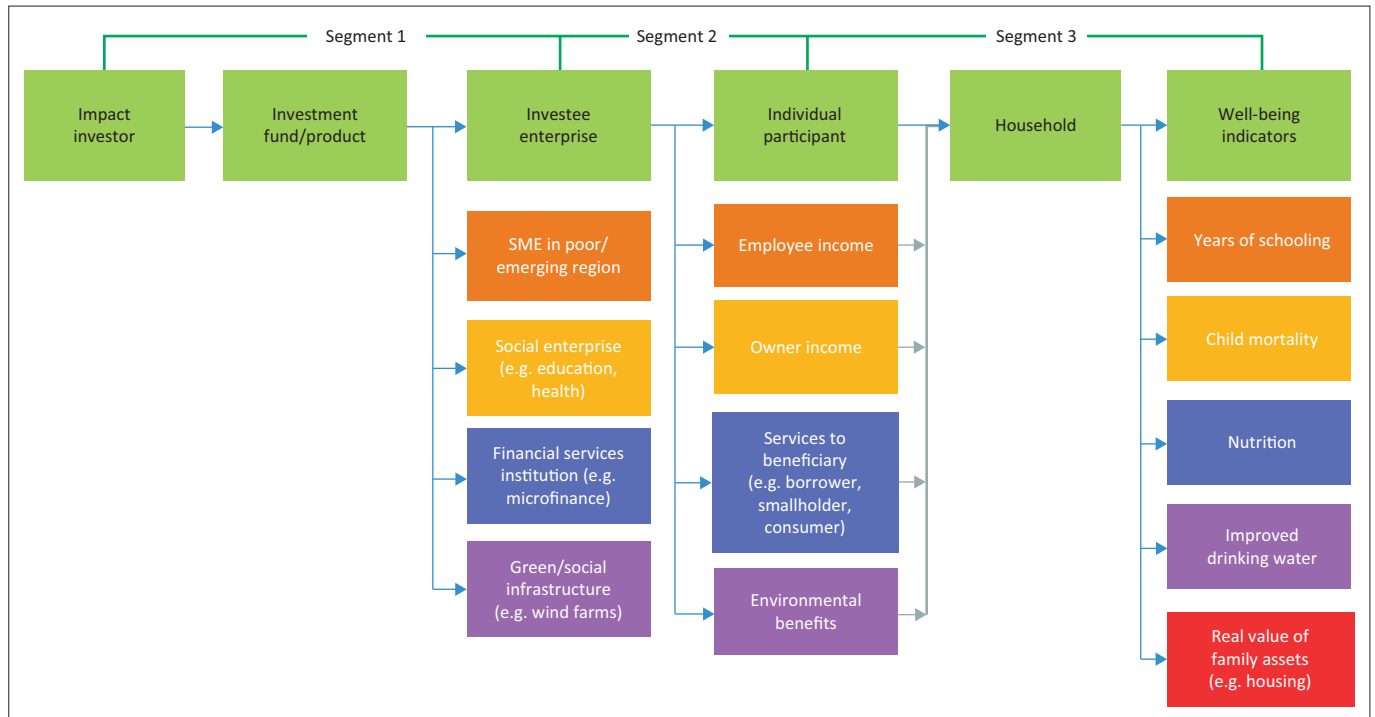 Segment 1
Segment 2
Segment 3
Impact
investor
Investment
fund/product
Investee
enterprise
Individual
participant
Household
Well-being
indicators
SME in poor/
emerging region
Social enterprise
(e.g. education,
health)
Financial services
institution (e.g.
microfinance)
Green/social
infrastructure
(e.g. wind farms)
Employee income
Owner income
Services to
beneficiary
(e.g. borrower,
smallholder,
consumer)
Environmental
benefits
Years of schooling
Child mortality
Nutrition
Improved
drinking water
Real value of
family assets
(e.g. housing)